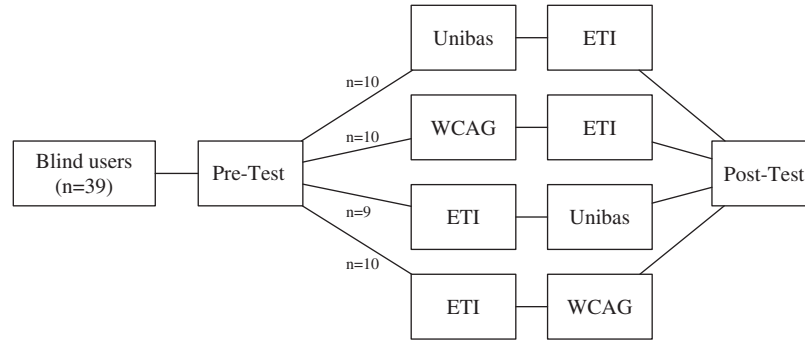 Unibas
ETI
n=10
WCAG
ETI
n=10
Blind users
(n=39)
Pre-Test
Post-Test
n=9
ETI
Unibas
n=10
ETI
WCAG